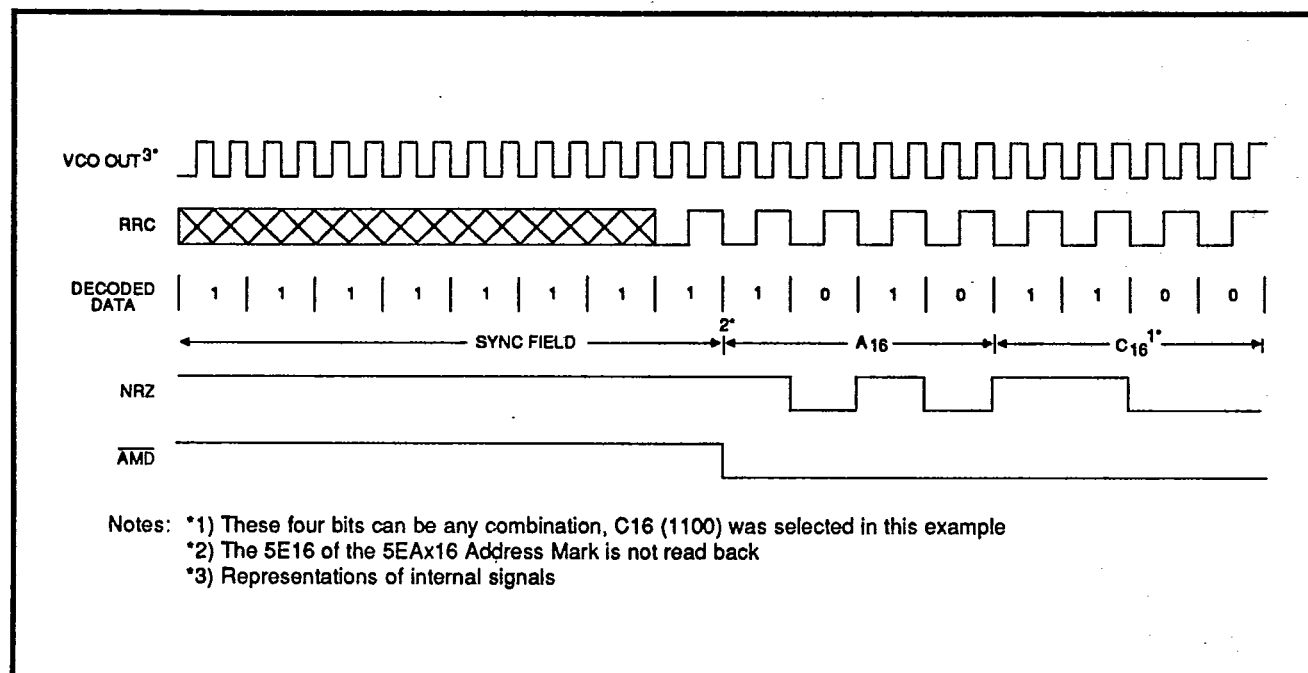 VCO OUT3*
RRC
DECODED DATA 1 1 1 1 1 1 1 1 1 0 1 0 1 1 0 0
2*
SYNC FIELD A16 C16 1*
NRZ
AMD
Notes: *1) These four bits can be any combination, C16 (1100) was selected in this example
*2) The 5E16 of the 5EAx16 Address Mark is not read back
*3) Representations of internal signals